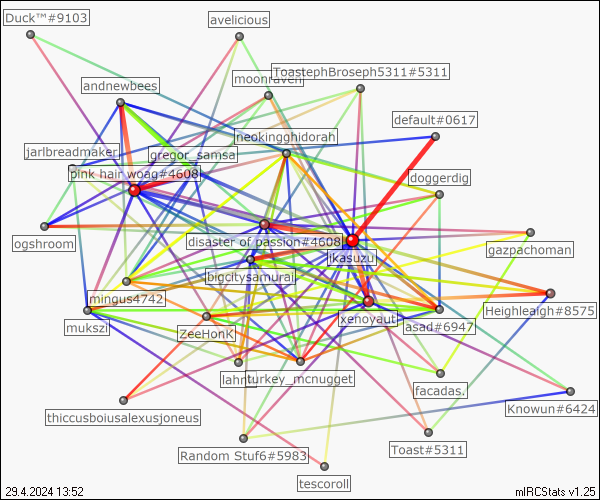 Duck™#9103
avelicious
moonraven
ToastephBroseph5311#5311
andnewbees
default#0617
neokingghidorah
jarlbreadmaker
gregor_samsa
pink hair woag#4608
doggerdig
ogshroom
disaster of passion#4608
gazpachoman
ikasuzu
bigcitysamurai
mingus4742
Heighleaigh#8575
mukszi
xenoyaut
asad#6947
ZeeHonK
turkey_mcnugget
facadas.
thiccusboiusalexusjoneus
Knowun#6424
Random Stuf6#5983
Toast#5311
tescoroll
29.4.2024 13:52
mIRCStats v1.25